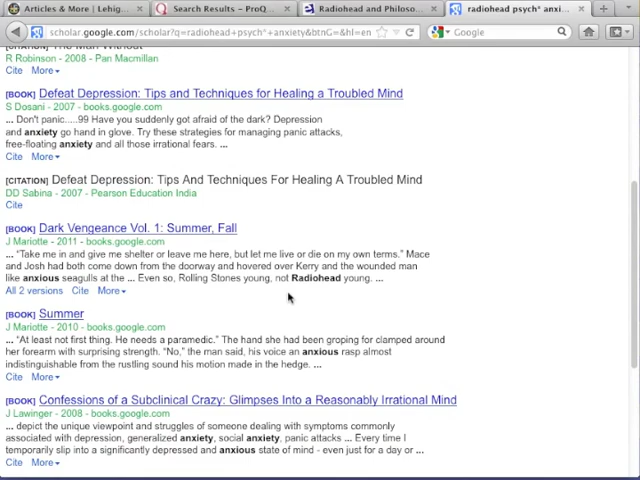 Articles & More | Lehig...
Search Results – ProQ...
Radiohead and Philoso...
radiohead psych* anxi...
scholar.google.com/scholar?q=radiohead+psych*+anxiety&btnG=&hl=en
Google
R Robinson - 2008 - Pan Macmillan
Cite More
[BOOK] Defeat Depression: Tips and Techniques for Healing a Troubled Mind
S Dosani - 2007 - books.google.com
... Don't panic.....99 Have you suddenly got afraid of the dark? Depression
and anxiety go hand in glove. Try these strategies for managing panic attacks,
free-floating anxiety and all those irrational fears. ...
Cite More
[CITATION] Defeat Depression: Tips And Techniques For Healing A Troubled Mind
DD Sabina - 2007 - Pearson Education India
Cite
[BOOK] Dark Vengeance Vol. 1: Summer, Fall
J Mariotte - 2011 - books.google.com
... “Take me in and give me shelter or leave me here, but let me live or die on my own terms.” Mace
and Josh had both come down from the doorway and hovered over Kerry and the wounded man
like anxious seagulls at the ... Even so, Rolling Stones young, not Radiohead young. ...
All 2 versions Cite More
[BOOK] Summer
J Mariotte - 2010 - books.google.com
... “At least not first thing. He needs a paramedic.” The hand she had been groping for clamped around
her forearm with surprising strength. “No,” the man said, his voice an anxious rasp almost
indistinguishable from the rustling sound his motion made in the hedge. ...
Cite More
[BOOK] Confessions of a Subclinical Crazy: Glimpses Into a Reasonably Irrational Mind
J Lawinger - 2008 - books.google.com
... depict the unique viewpoint and struggles of someone dealing with symptoms commonly
associated with depression, generalized anxiety, social anxiety, panic attacks ... Every time I
temporarily slip into a significantly depressed and anxious state of mind - even just for a day or ...
Cite More